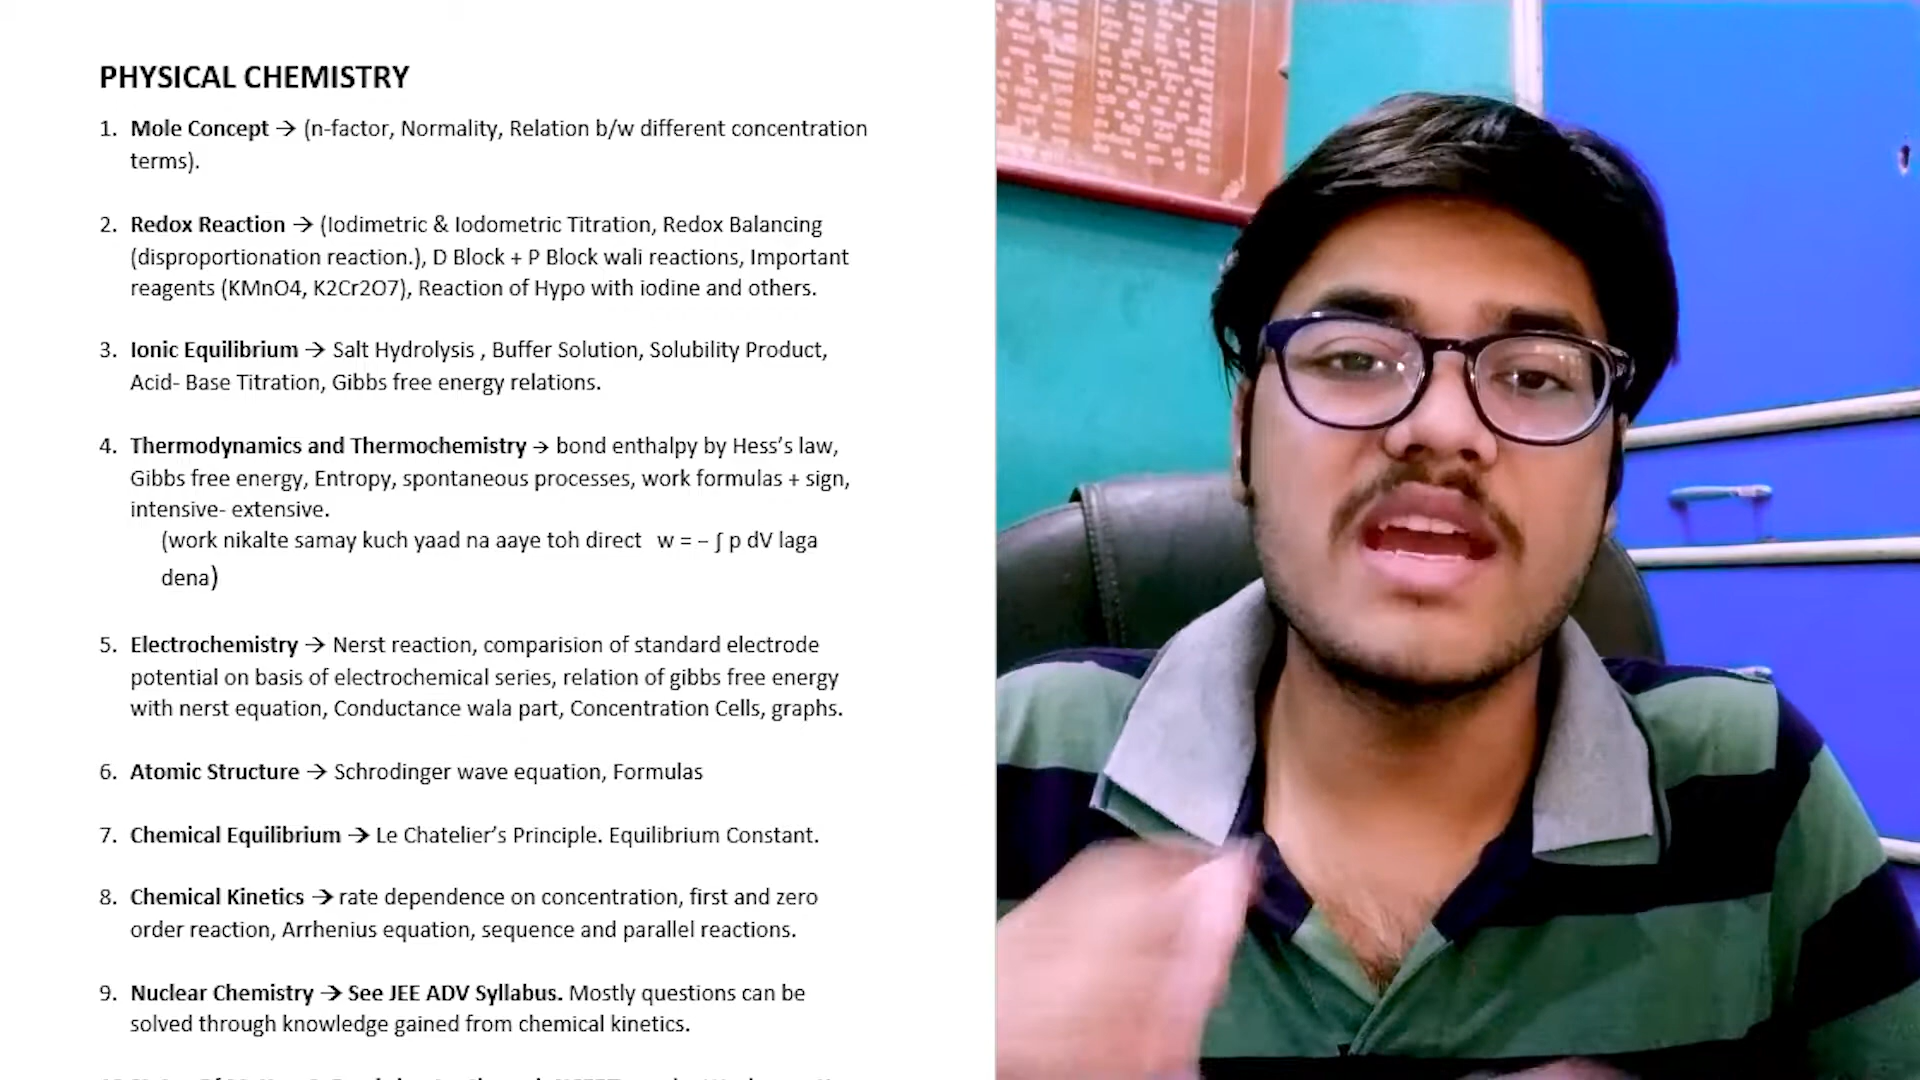 PHYSICAL CHEMISTRY
1. Mole Concept → (n-factor, Normality, Relation b/w different concentration
terms).
2. Redox Reaction → (Iodimetric & Iodometric Titration, Redox Balancing
(disproportionation reaction.), D Block + P Block wali reactions, Important
reagents (KMnO4, K2Cr2O7), Reaction of Hypo with iodine and others.
3. Ionic Equilibrium → Salt Hydrolysis , Buffer Solution, Solubility Product,
Acid- Base Titration, Gibbs free energy relations.
4. Thermodynamics and Thermochemistry → bond enthalpy by Hess’s law,
Gibbs free energy, Entropy, spontaneous processes, work formulas + sign,
intensive- extensive.
(work nikalte samay kuch yaad na aaye toh direct w = − ∫ p dV laga
dena)
5. Electrochemistry → Nerst reaction, comparision of standard electrode
potential on basis of electrochemical series, relation of gibbs free energy
with nerst equation, Conductance wala part, Concentration Cells, graphs.
6. Atomic Structure → Schrodinger wave equation, Formulas
7. Chemical Equilibrium → Le Chatelier’s Principle. Equilibrium Constant.
8. Chemical Kinetics → rate dependence on concentration, first and zero
order reaction, Arrhenius equation, sequence and parallel reactions.
9. Nuclear Chemistry → See JEE ADV Syllabus. Mostly questions can be
solved through knowledge gained from chemical kinetics.